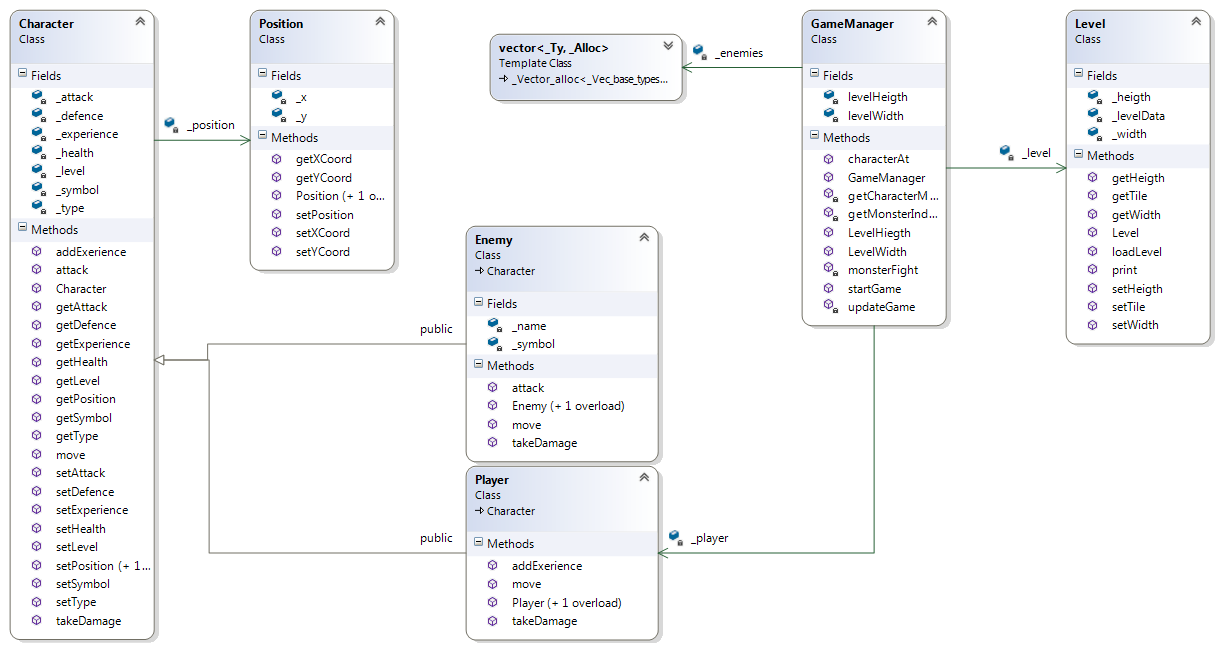 Character
Class
Fields
_attack
_defence
_experience
_health
_level
_symbol
_type
Methods
addExerience
attack
Character
getAttack
getDefence
getExperience
getHealth
getLevel
getPosition
getSymbol
getType
move
setAttack
setDefence
setExperience
setHealth
setLevel
setPosition (+ 1...
setSymbol
setType
takeDamage
_position
Position
Class
Fields
_x
_y
Methods
getXCoord
getYCoord
Position (+ 1 o...
setPosition
setXCoord
setYCoord
vector<_Ty, _Alloc>
Template Class
_Vector_alloc<_Vec_base_types...
_enemies
public
Enemy
Class
Character
Fields
_name
_symbol
Methods
attack
Enemy (+ 1 overload)
move
takeDamage
public
Player
Class
Character
Methods
addExerience
move
Player (+ 1 overload)
takeDamage
_player
GameManager
Class
Fields
levelHeigth
levelWidth
Methods
characterAt
GameManager
getCharacterM...
getMonsterInd...
LevelHiegth
LevelWidth
monsterFight
startGame
updateGame
_level
Level
Class
Fields
_heigth
_levelData
_width
Methods
getHeigth
getTile
getWidth
Level
loadLevel
print
setHeigth
setTile
setWidth